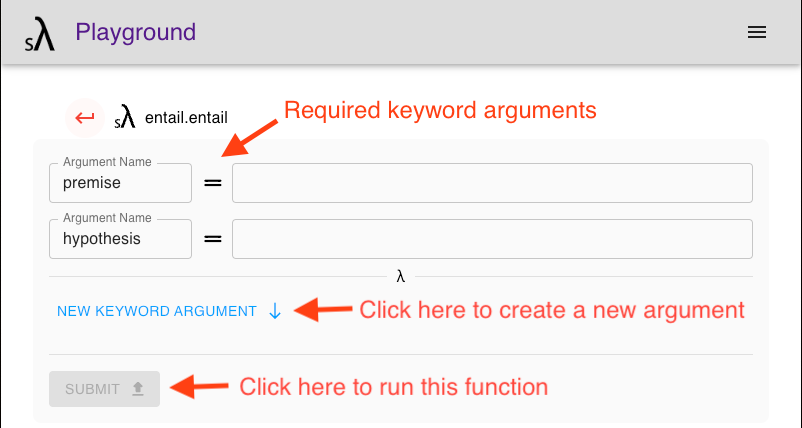 sλ Playground
Required keyword arguments
sλ entail.entail
Argument Name
premise =
Argument Name
hypothesis =
λ
NEW KEYWORD ARGUMENT ↓ Click here to create a new argument
SUBMIT Click here to run this function